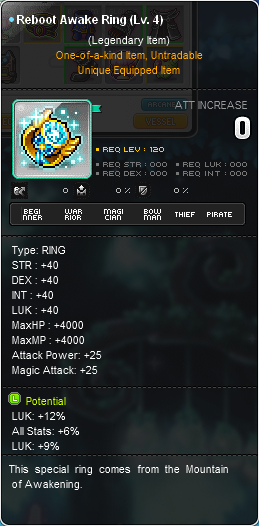 Reboot Awake Ring (Lv. 4)
(Legendary Item)
One-of-a-kind Item, Untradable
Unique Equipped Item
ATT INCREASE
0
REQ LEV : 120
REQ STR : 000 REQ LUK : 000
REQ DEX : 000 REQ INT : 000
0 0 % 0 %
BEGINNER WARRIOR MAGICIAN BOWMAN THIEF PIRATE
Type: RING
STR : +40
DEX : +40
INT : +40
LUK : +40
MaxHP : +4000
MaxMP : +4000
Attack Power: +25
Magic Attack: +25
L Potential
LUK: +12%
All Stats: +6%
LUK: +9%
This special ring comes from the Mountain
of Awakening.